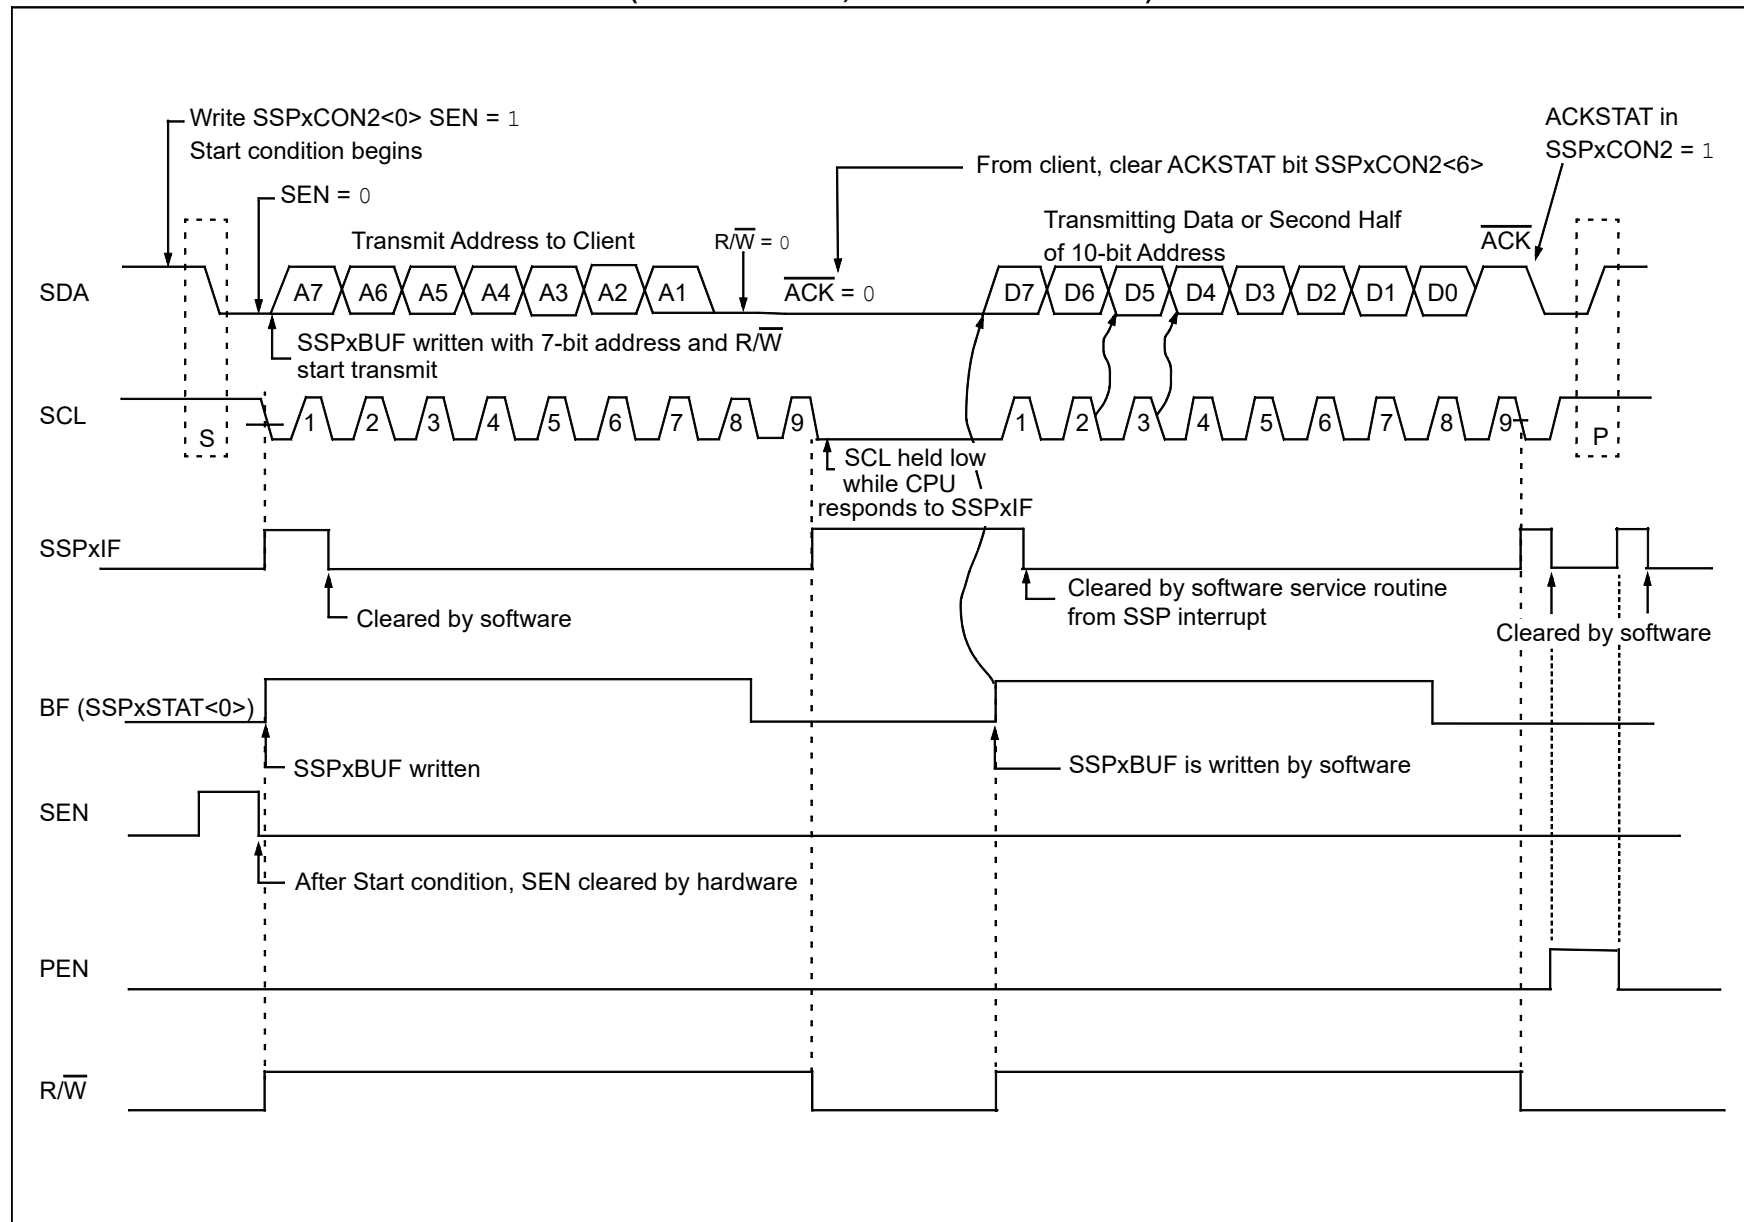 Write SSPxCON2<0> SEN = 1
Start condition begins
ACKSTAT in
SSPxCON2 = 1
From client, clear ACKSTAT bit SSPxCON2<6>
SEN = 0
Transmitting Data or Second Half
of 10-bit Address
Transmit Address to Client
R/W̅ = 0
A̅C̅K̅
SDA
A7 A6 A5 A4 A3 A2 A1
A̅C̅K̅ = 0
D7 D6 D5 D4 D3 D2 D1 D0
SSPxBUF written with 7-bit address and R/W̅
start transmit
SCL
S
1 2 3 4 5 6 7 8 9
1 2 3 4 5 6 7 8 9
P
SCL held low
while CPU
responds to SSPxIF
SSPxIF
Cleared by software
Cleared by software service routine
from SSP interrupt
Cleared by software
BF (SSPxSTAT<0>)
SSPxBUF written
SSPxBUF is written by software
SEN
After Start condition, SEN cleared by hardware
PEN
R/W̅